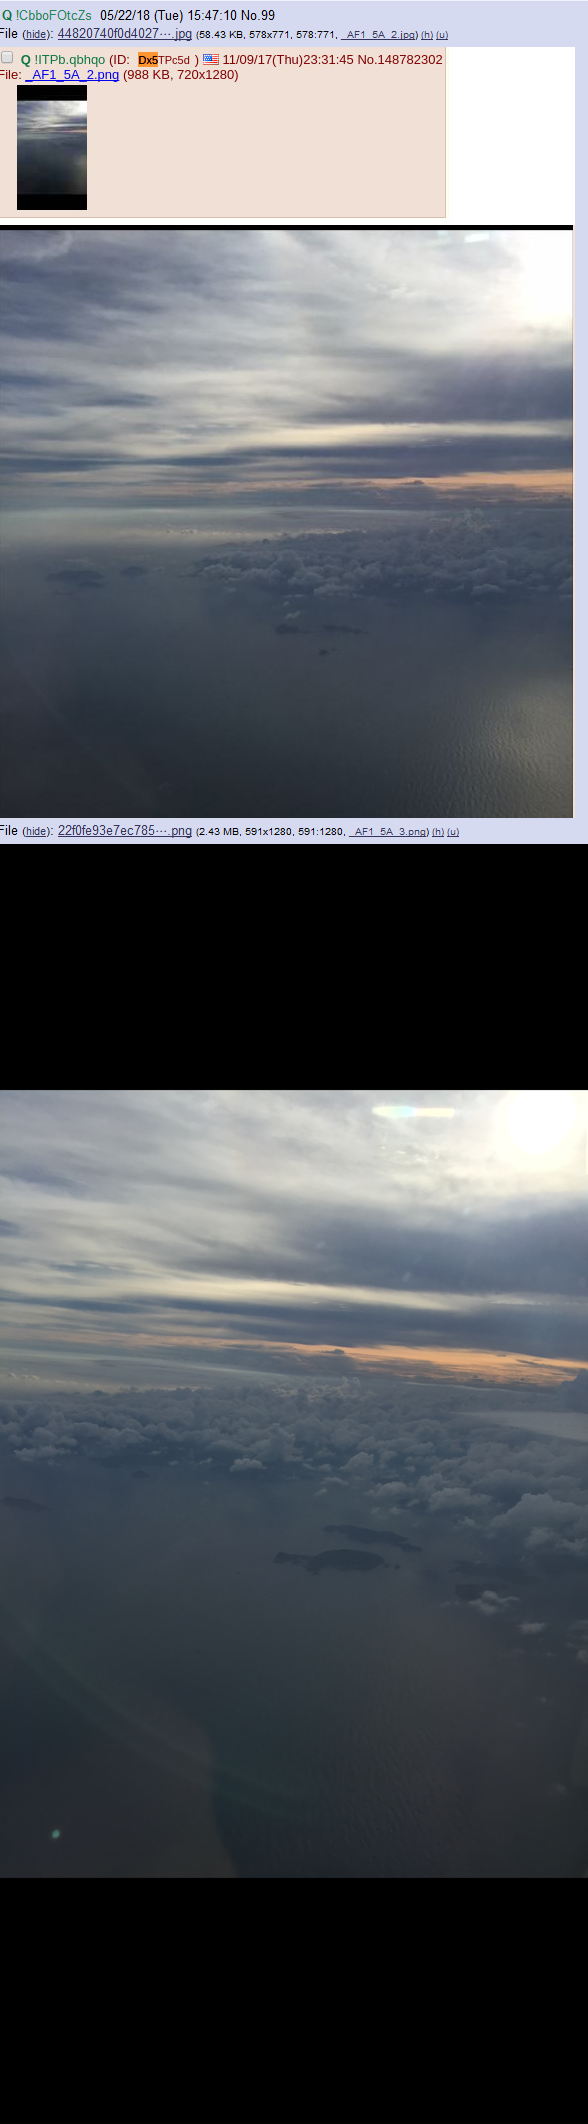 Q !CbboFOtcZs 05/22/18 (Tue) 15:47:10 No.99
File (hide): 44820740f0d4027⋯.jpg (58.43 KB, 578x771, 578:771, _AF1_5A_2.jpg) (h) (u)
Q !ITPb.qbhqo (ID: Dx5TPc5d ) 11/09/17(Thu)23:31:45 No.148782302
File: _AF1_5A_2.png (988 KB, 720x1280)
File (hide): 22f0fe93e7ec785⋯.png (2.43 MB, 591x1280, 591:1280, _AF1_5A_3.png) (h) (u)